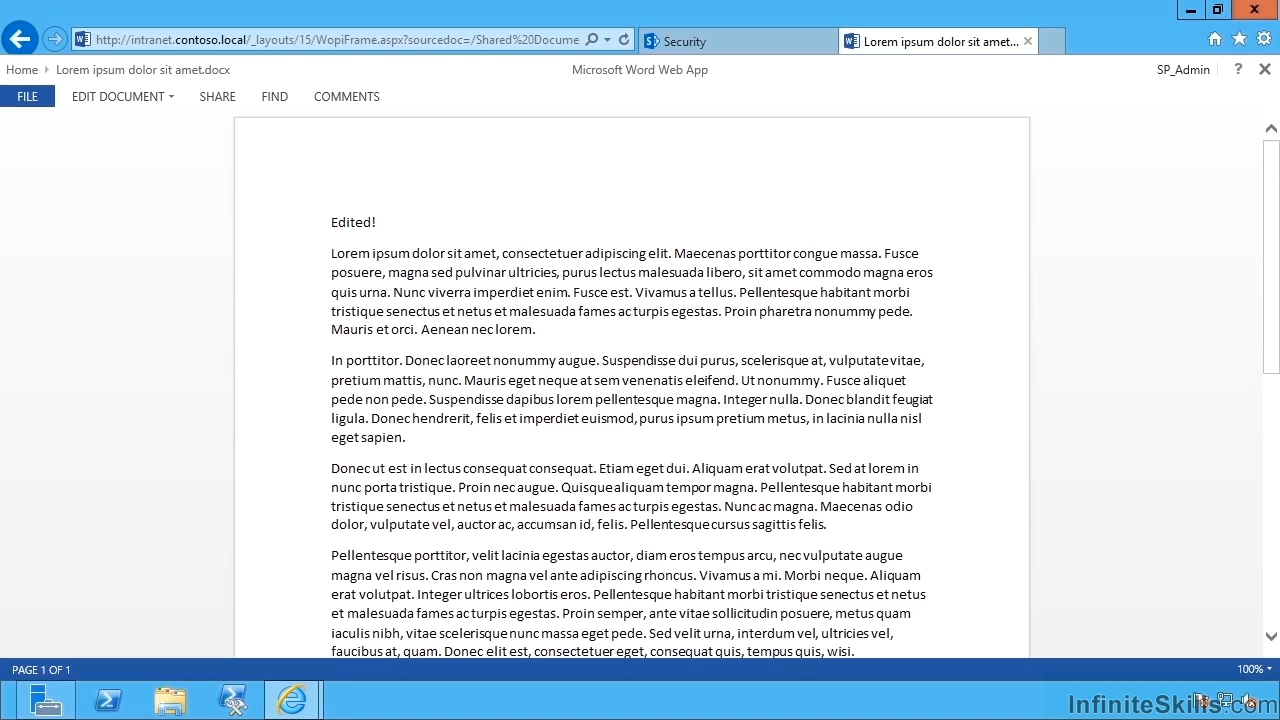 http://intranet.contoso.local/_layouts/15/WopiFrame.aspx?sourcedoc=/Shared%20Docume
Security
Lorem ipsum dolor sit amet...
Home
Lorem ipsum dolor sit amet.docx
Microsoft Word Web App
SP_Admin
?
FILE
EDIT DOCUMENT
SHARE
FIND
COMMENTS
Edited!
Lorem ipsum dolor sit amet, consectetuer adipiscing elit. Maecenas porttitor congue massa. Fusce
posuere, magna sed pulvinar ultricies, purus lectus malesuada libero, sit amet commodo magna eros
quis urna. Nunc viverra imperdiet enim. Fusce est. Vivamus a tellus. Pellentesque habitant morbi
tristique senectus et netus et malesuada fames ac turpis egestas. Proin pharetra nonummy pede.
Mauris et orci. Aenean nec lorem.
In porttitor. Donec laoreet nonummy augue. Suspendisse dui purus, scelerisque at, vulputate vitae,
pretium mattis, nunc. Mauris eget neque at sem venenatis eleifend. Ut nonummy. Fusce aliquet
pede non pede. Suspendisse dapibus lorem pellentesque magna. Integer nulla. Donec blandit feugiat
ligula. Donec hendrerit, felis et imperdiet euismod, purus ipsum pretium metus, in lacinia nulla nisl
eget sapien.
Donec ut est in lectus consequat consequat. Etiam eget dui. Aliquam erat volutpat. Sed at lorem in
nunc porta tristique. Proin nec augue. Quisque aliquam tempor magna. Pellentesque habitant morbi
tristique senectus et netus et malesuada fames ac turpis egestas. Nunc ac magna. Maecenas odio
dolor, vulputate vel, auctor ac, accumsan id, felis. Pellentesque cursus sagittis felis.
Pellentesque porttitor, velit lacinia egestas auctor, diam eros tempus arcu, nec vulputate augue
magna vel risus. Cras non magna vel ante adipiscing rhoncus. Vivamus a mi. Morbi neque. Aliquam
erat volutpat. Integer ultrices lobortis eros. Pellentesque habitant morbi tristique senectus et netus
et malesuada fames ac turpis egestas. Proin semper, ante vitae sollicitudin posuere, metus quam
iaculis nibh, vitae scelerisque nunc massa eget pede. Sed velit urna, interdum vel, ultricies vel,
faucibus at, quam. Donec elit est, consectetuer eget, consequat quis, tempus quis, wisi.
PAGE 1 OF 1
100%
InfiniteSkills.com